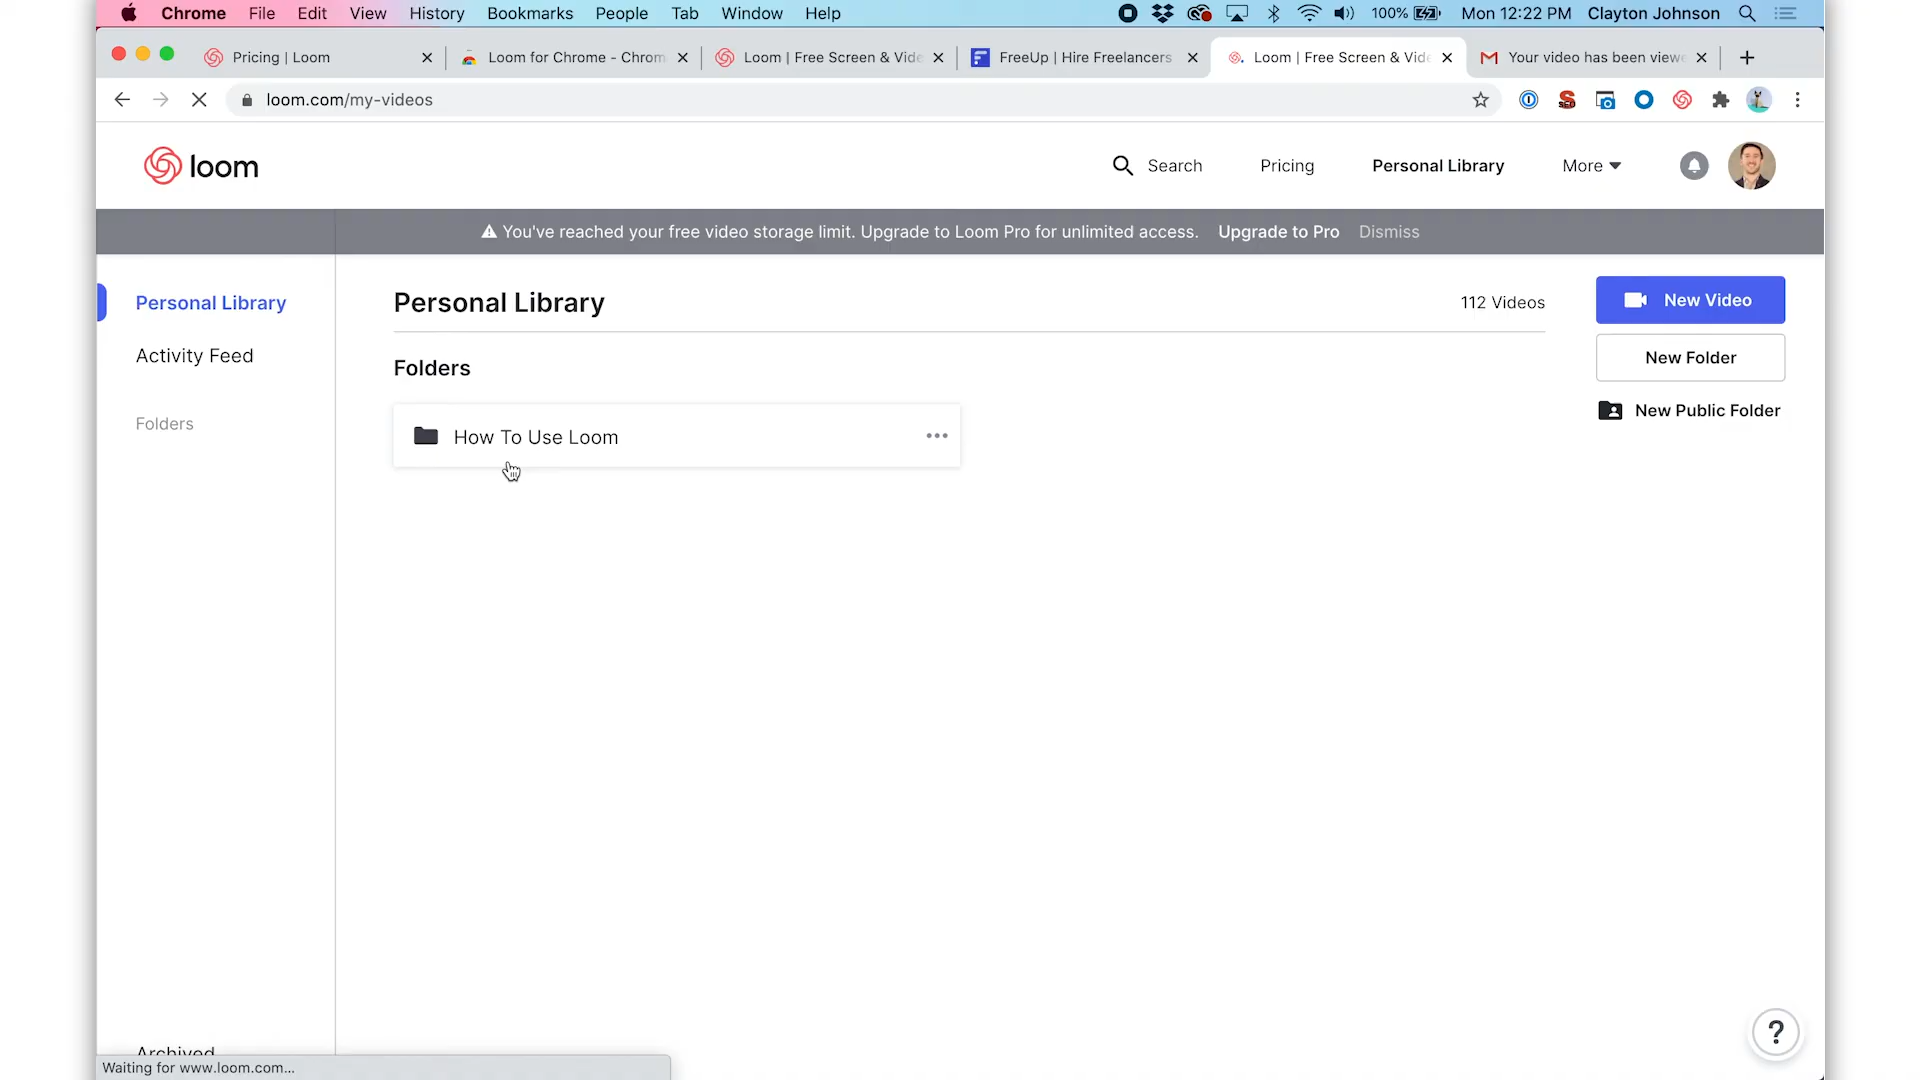 Chrome File Edit View History Bookmarks People Tab Window Help 100% Mon 12:22 PM Clayton Johnson
Pricing | Loom Loom for Chrome - Chrom Loom | Free Screen & Vide FreeUp | Hire Freelancers Loom | Free Screen & Vide Your video has been viewe
loom.com/my-videos
loom Search Pricing Personal Library More
You've reached your free video storage limit. Upgrade to Loom Pro for unlimited access. Upgrade to Pro Dismiss
Personal Library
Activity Feed
Folders
Archived
Personal Library 112 Videos
Folders
How To Use Loom
New Video
New Folder
New Public Folder
?
Waiting for www.loom.com...